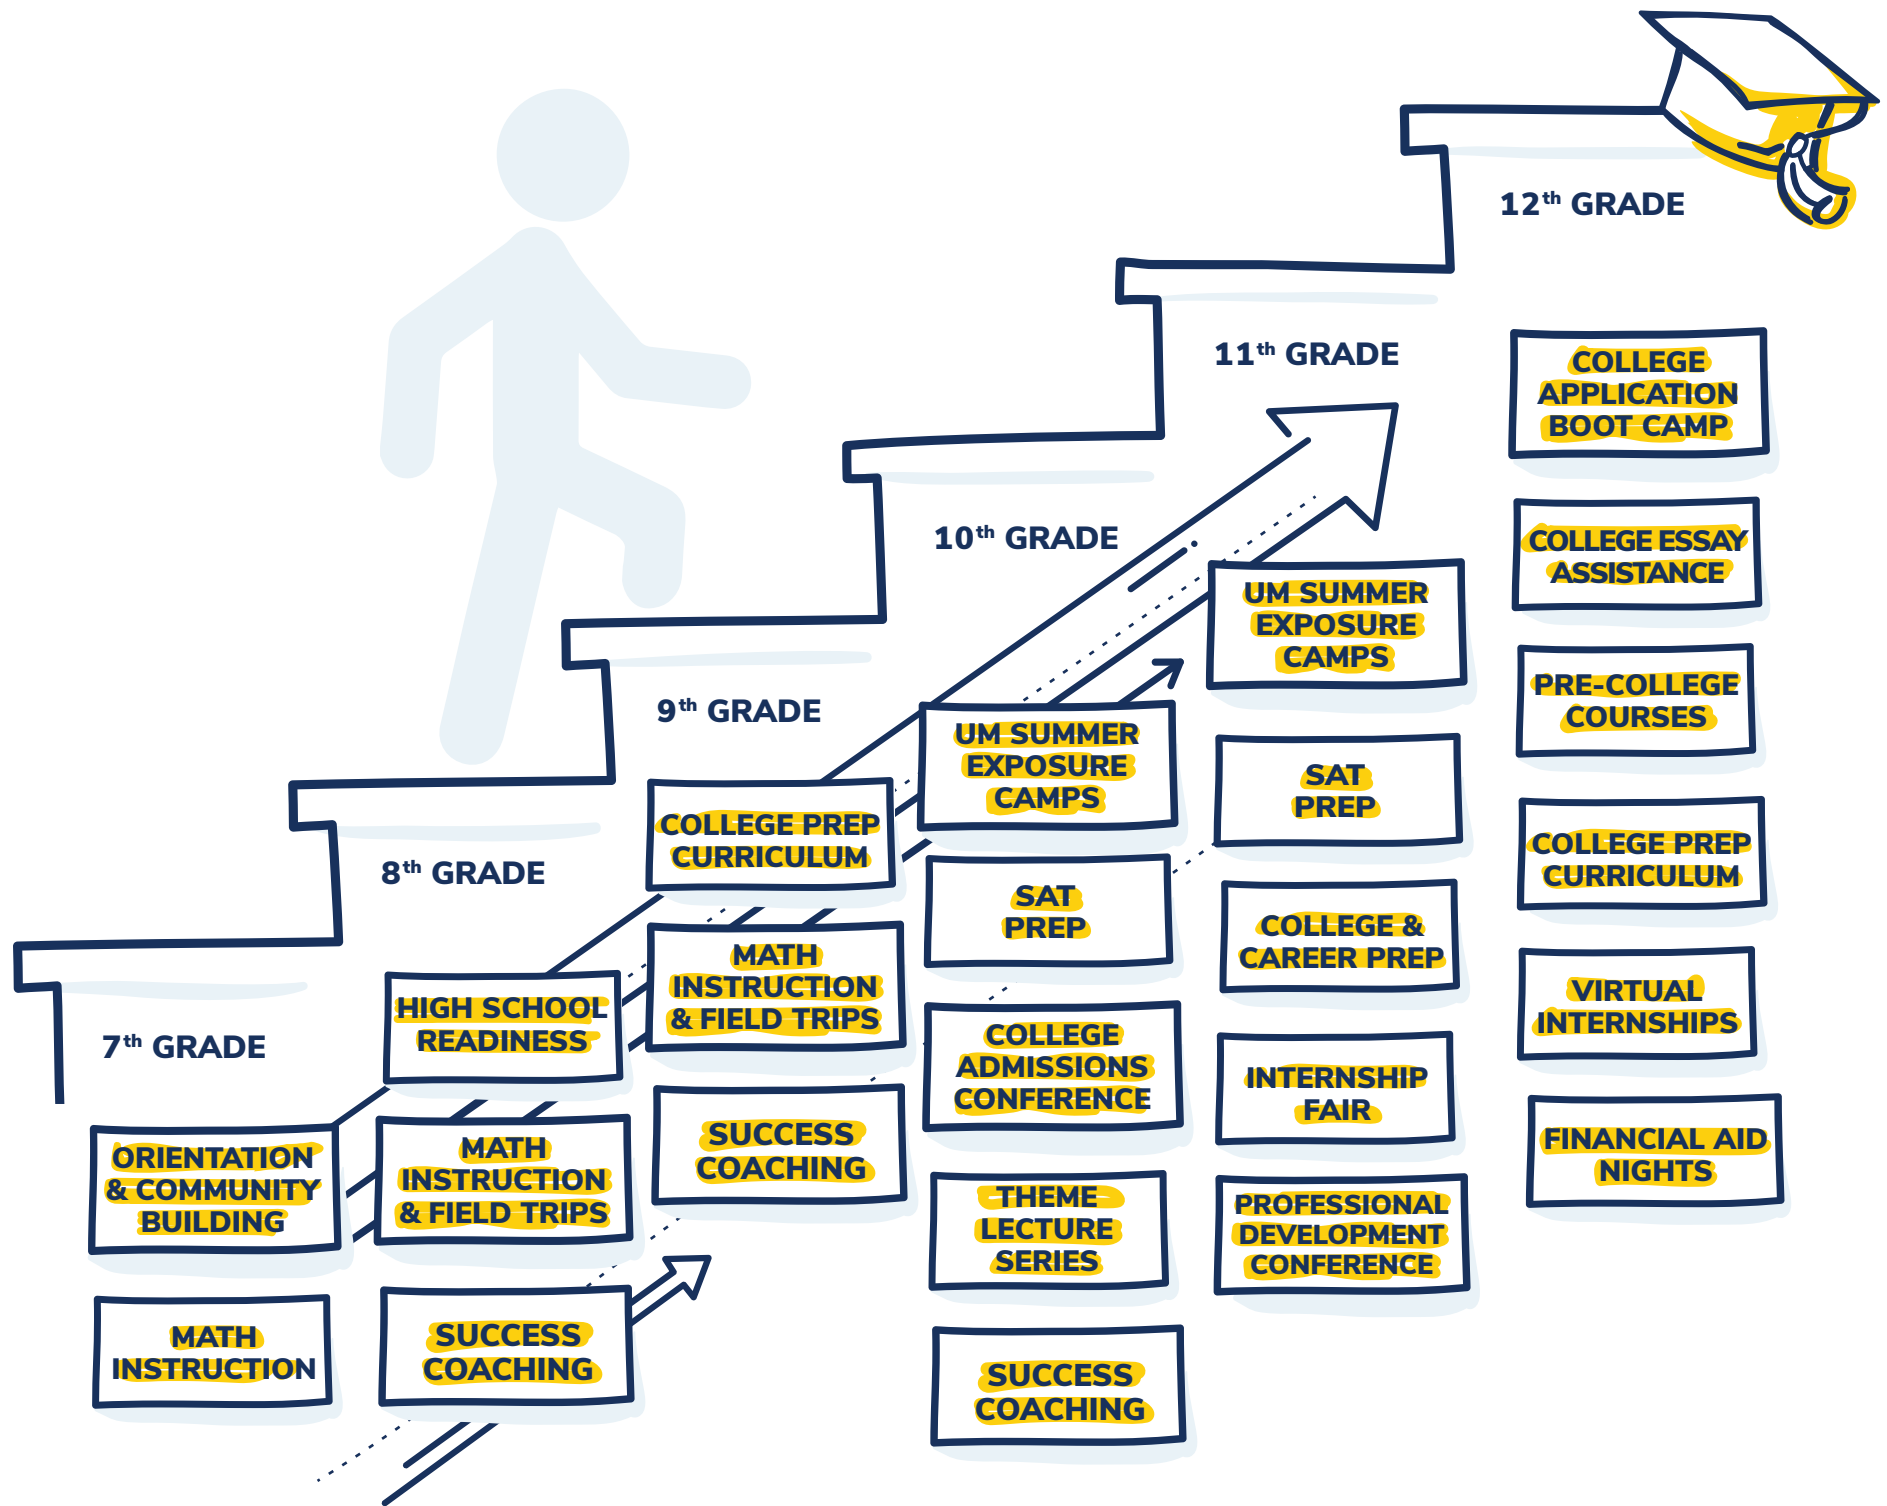 12th GRADE
COLLEGE
APPLICATION
BOOT CAMP
COLLEGE ESSAY
ASSISTANCE
PRE-COLLEGE
COURSES
COLLEGE PREP
CURRICULUM
VIRTUAL
INTERNSHIPS
FINANCIAL AID
NIGHTS
11th GRADE
UM SUMMER
EXPOSURE
CAMPS
SAT
PREP
COLLEGE &
CAREER PREP
INTERNSHIP
FAIR
PROFESSIONAL
DEVELOPMENT
CONFERENCE
10th GRADE
UM SUMMER
EXPOSURE
CAMPS
SAT
PREP
COLLEGE
ADMISSIONS
CONFERENCE
THEME
LECTURE
SERIES
SUCCESS
COACHING
9th GRADE
COLLEGE PREP
CURRICULUM
MATH
INSTRUCTION
& FIELD TRIPS
SUCCESS
COACHING
8th GRADE
HIGH SCHOOL
READINESS
MATH
INSTRUCTION
& FIELD TRIPS
SUCCESS
COACHING
7th GRADE
ORIENTATION
& COMMUNITY
BUILDING
MATH
INSTRUCTION